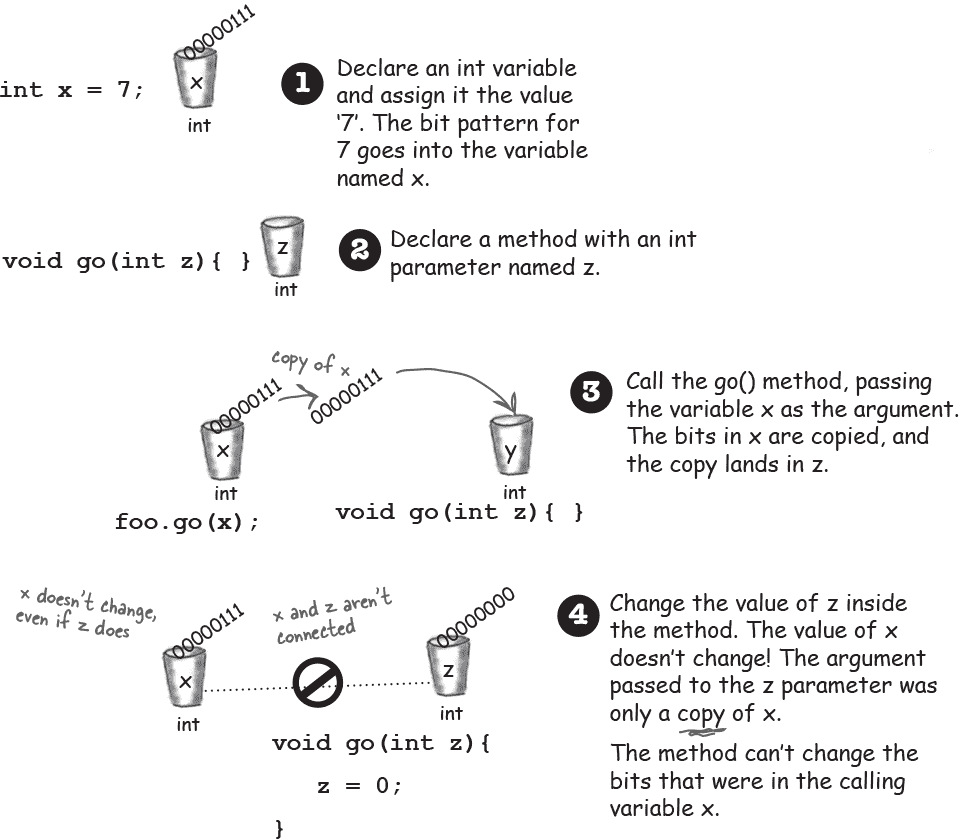 00000111
int x = 7;
x
int
1
Declare an int variable
and assign it the value
‘7’. The bit pattern for
7 goes into the variable
named x.
void go(int z){ }
z
int
2
Declare a method with an int
parameter named z.
copy of x
00000111
00000111
x
int
foo.go(x);
y
int
void go(int z){ }
3
Call the go() method, passing
the variable x as the argument.
The bits in x are copied, and
the copy lands in z.
x doesn’t change,
even if z does
00000111
x
int
x and z aren’t
connected
00000000
z
int
void go(int z){
z = 0;
}
4
Change the value of z inside
the method. The value of x
doesn’t change! The argument
passed to the z parameter was
only a copy of x.
The method can’t change the
bits that were in the calling
variable x.